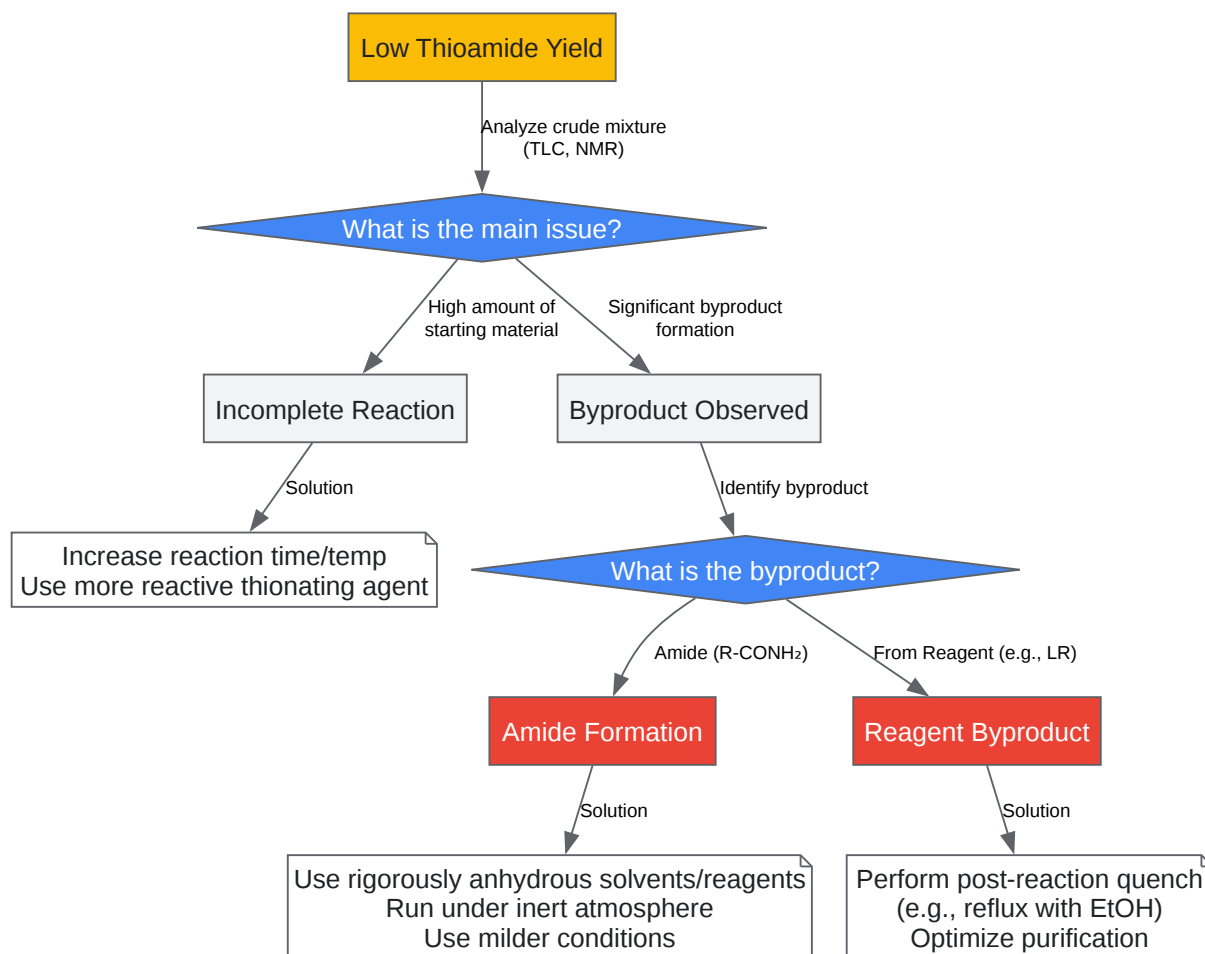 Low Thioamide Yield
Analyze crude mixture
(TLC, NMR)
What is the main issue?
High amount of
starting material
Significant byproduct
formation
Incomplete Reaction
Byproduct Observed
Solution
Identify byproduct
Increase reaction time/temp
Use more reactive thionating agent
What is the byproduct?
Amide (R-CONH₂)
From Reagent (e.g., LR)
Amide Formation
Reagent Byproduct
Solution
Solution
Use rigorously anhydrous solvents/reagents
Run under inert atmosphere
Use milder conditions
Perform post-reaction quench
(e.g., reflux with EtOH)
Optimize purification